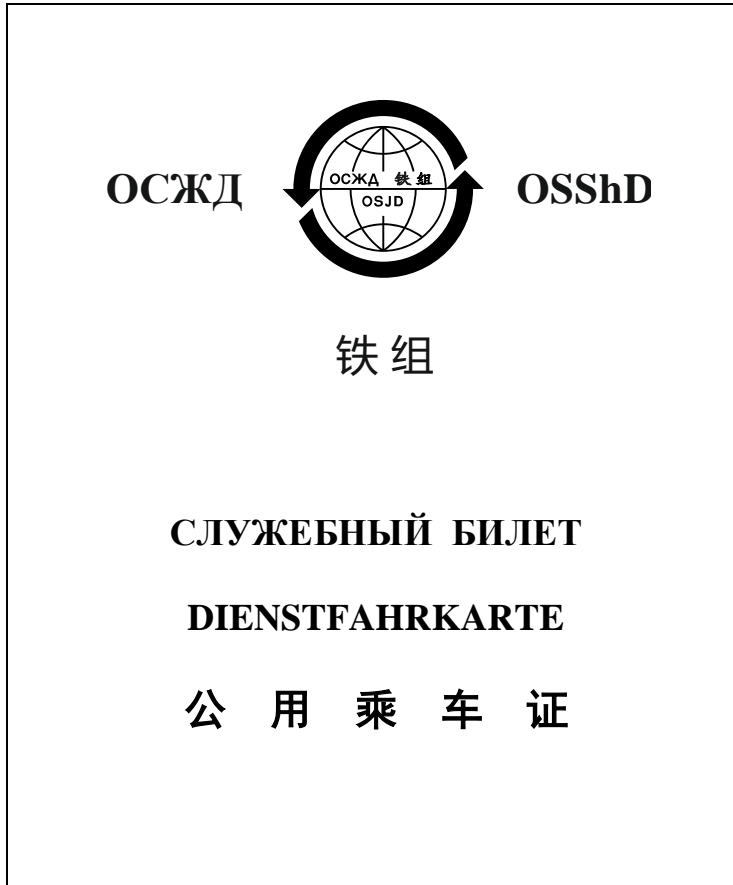 ОСЖД
ОСЖД 铁组
OSJD
OSShD
铁组
СЛУЖЕБНЫЙ БИЛЕТ
DIENSTFAHRKARTE
公用乘车证